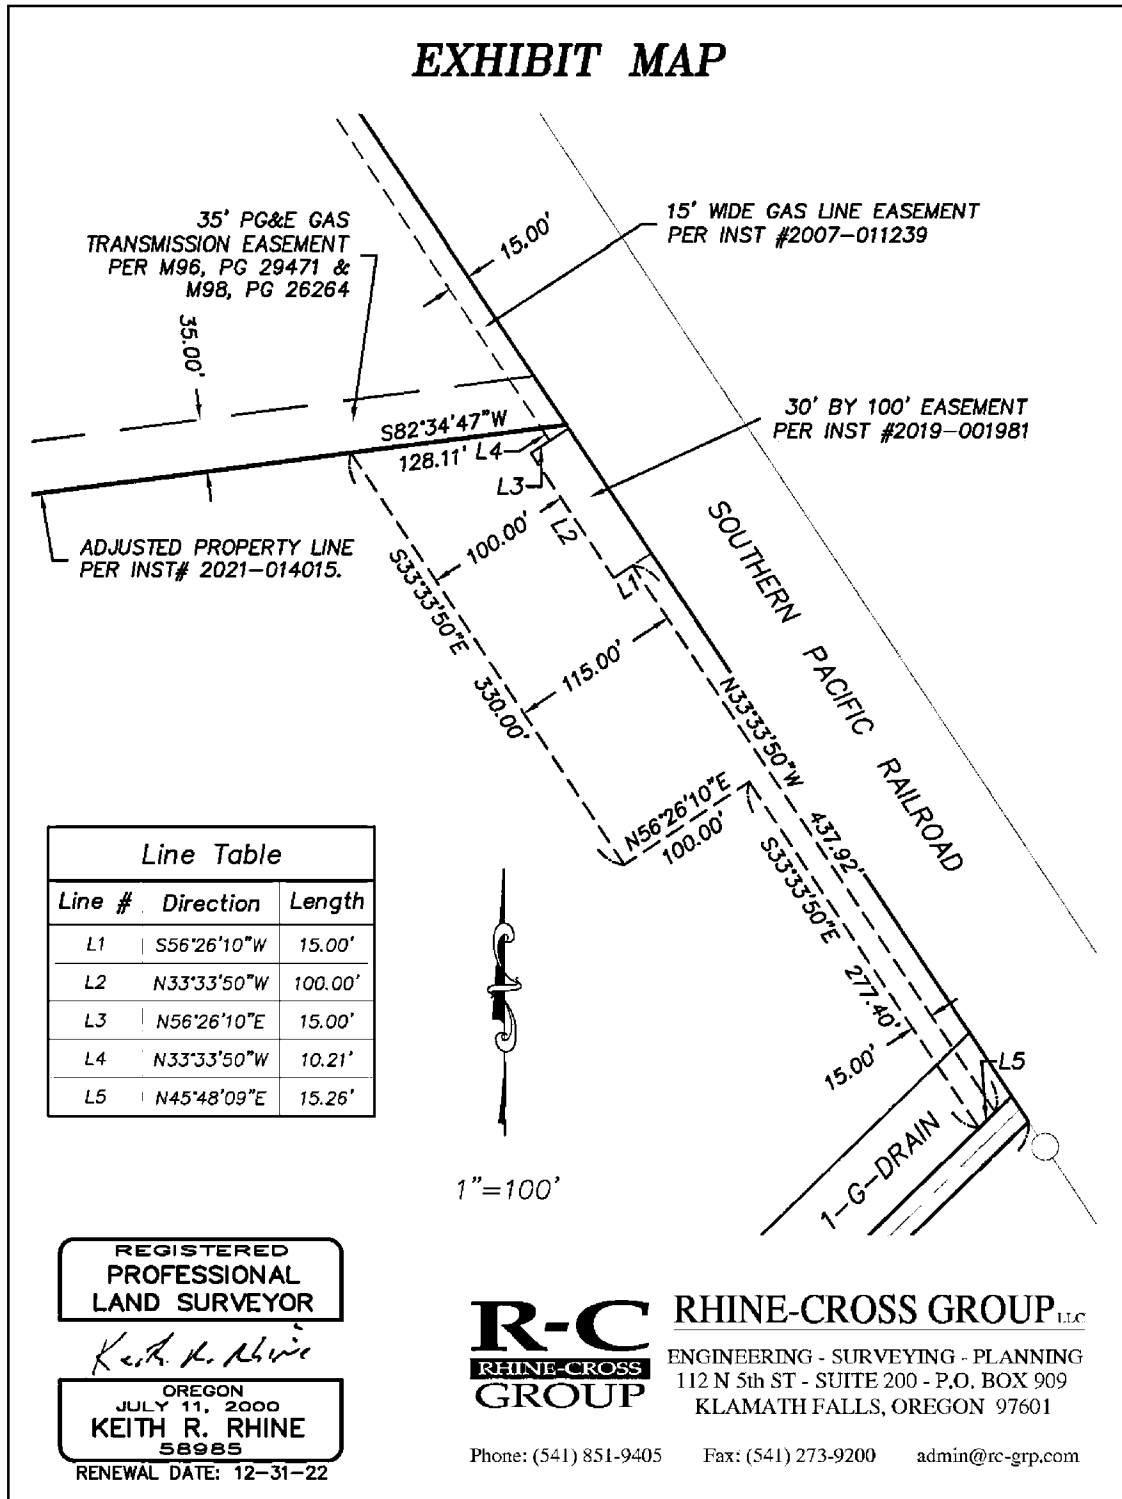 EXHIBIT MAP
35' PG&E GAS
TRANSMISSION EASEMENT
PER M96, PG 29471 &
M98, PG 26264
15.00'
15' WIDE GAS LINE EASEMENT
PER INST #2007-011239
35.00'
S82°34'47"W
128.11'
L4
L3
30' BY 100' EASEMENT
PER INST #2019-001981
ADJUSTED PROPERTY LINE
PER INST# 2021-014015.
100.00'
L2
L1
S33°33'50"E
330.00'
115.00'
SOUTHERN PACIFIC RAILROAD
N33°33'50"W
437.92'
N56°26'10"E
100.00'
S33°33'50"E
277.40'
15.00'
L5
1-G-DRAIN
Line Table
Line # Direction Length
L1 S56°26'10"W 15.00'
L2 N33°33'50"W 100.00'
L3 N56°26'10"E 15.00'
L4 N33°33'50"W 10.21'
L5 N45°48'09"E 15.26'
1"=100'
REGISTERED
PROFESSIONAL
LAND SURVEYOR
Keith R. Rhine
OREGON
JULY 11, 2000
KEITH R. RHINE
58985
RENEWAL DATE: 12-31-22
R-C
RHINE-CROSS
GROUP
RHINE-CROSS GROUP LLC
ENGINEERING - SURVEYING - PLANNING
112 N 5th ST - SUITE 200 - P.O. BOX 909
KLAMATH FALLS, OREGON 97601
Phone: (541) 851-9405 Fax: (541) 273-9200 admin@rc-grp.com